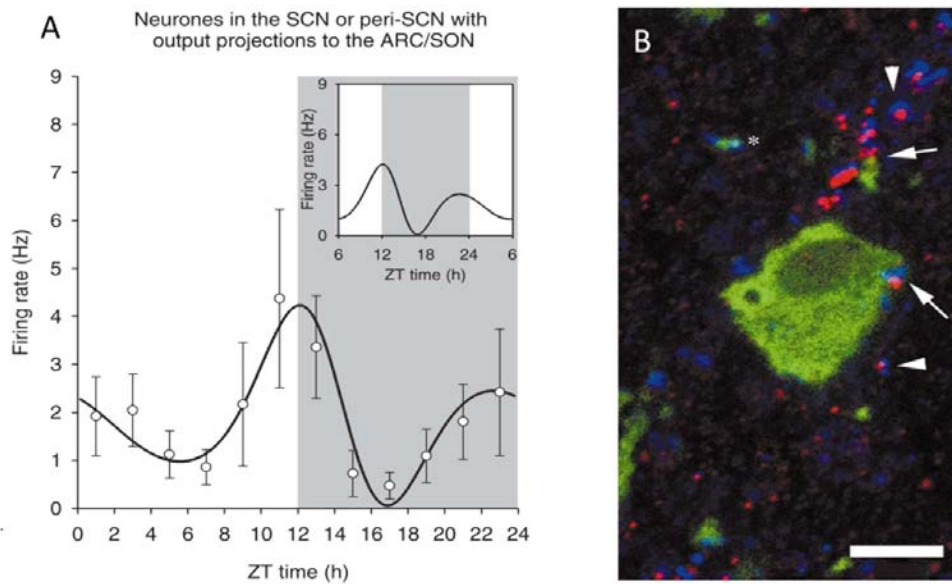 A
Neurones in the SCN or peri-SCN with
output projections to the ARC/SON
Firing rate (Hz)
9
8
7
6
5
4
3
2
1
0
0 2 4 6 8 10 12 14 16 18 20 22 24
ZT time (h)
Firing rate (Hz)
9
6
3
0
6 12 18 24 6
ZT time (h)
B
*